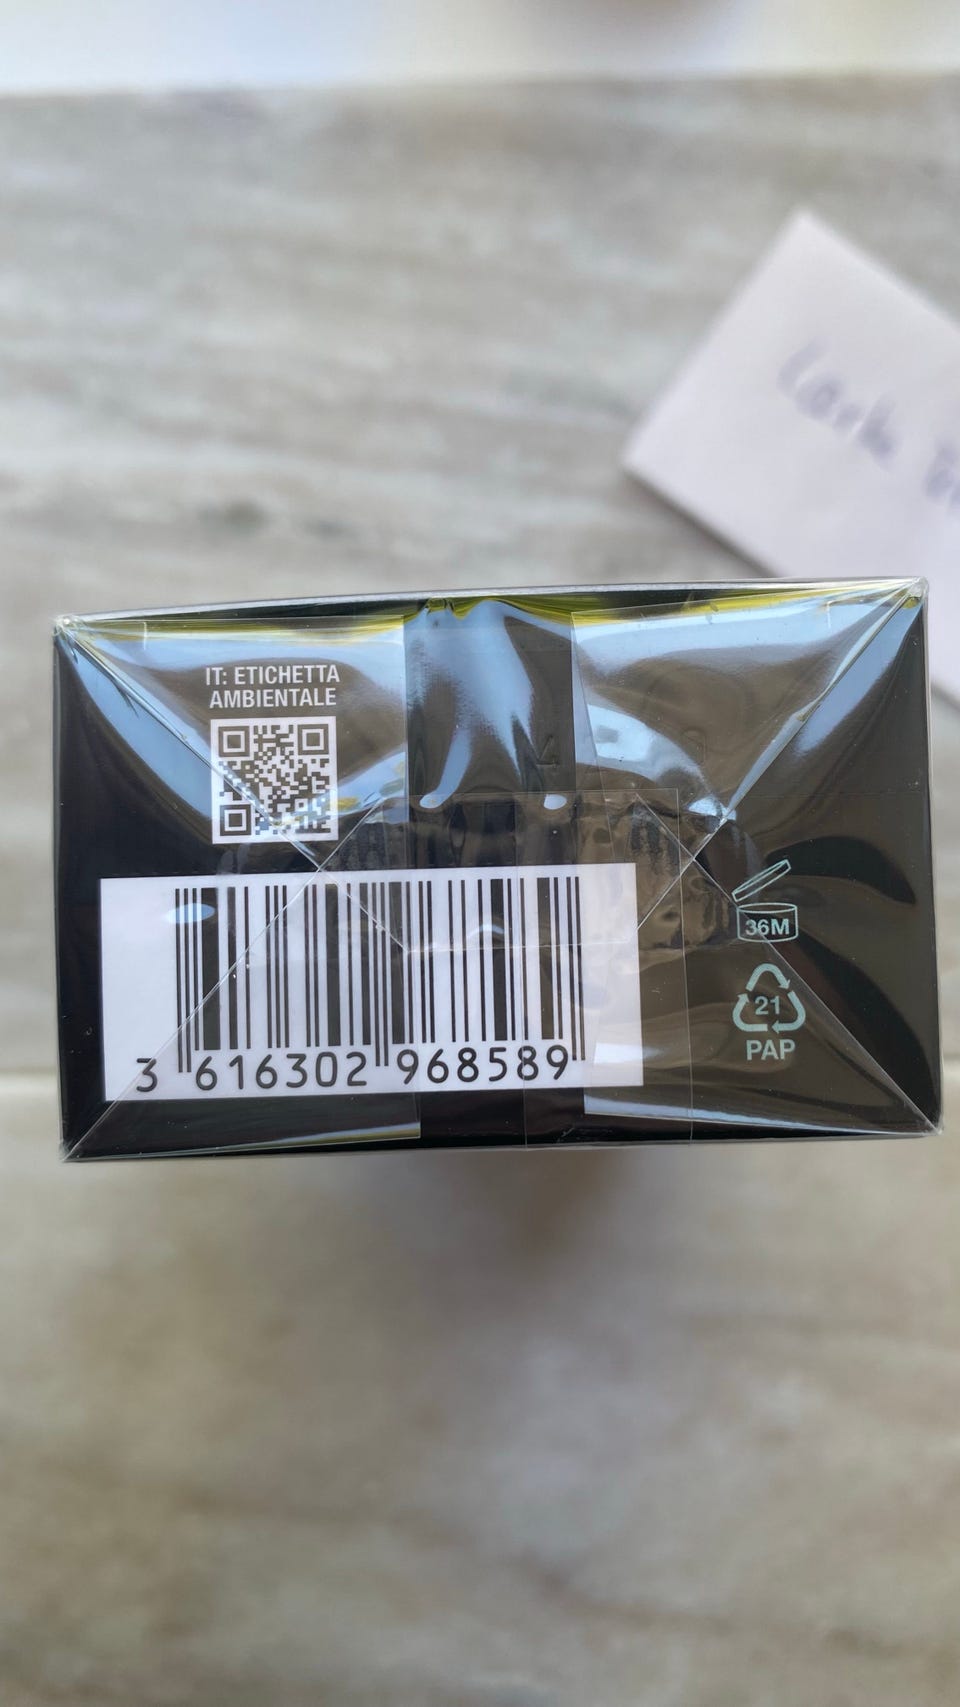 IT: ETICHETTA
AMBIENTALE
36M
21
PAP
3 616302 968589